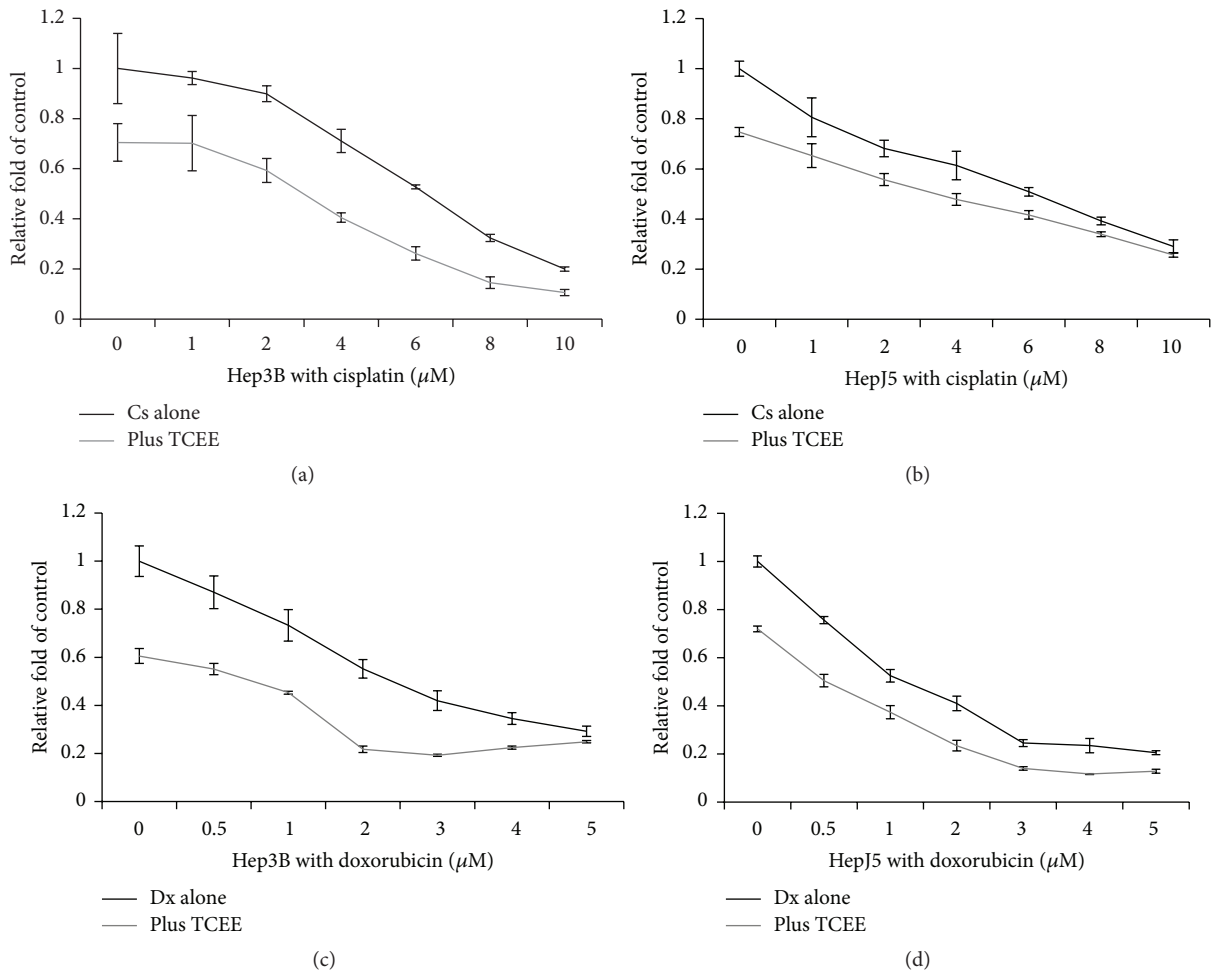 Relative fold of control
1.2
1
0.8
0.6
0.4
0.2
0
0 1 2 4 6 8 10
Hep3B with cisplatin (μM)
Cs alone
Plus TCEE
(a)
Relative fold of control
1.2
1
0.8
0.6
0.4
0.2
0
0 1 2 4 6 8 10
HepJ5 with cisplatin (μM)
Cs alone
Plus TCEE
(b)
Relative fold of control
1.2
1
0.8
0.6
0.4
0.2
0
0 0.5 1 2 3 4 5
Hep3B with doxorubicin (μM)
Dx alone
Plus TCEE
(c)
Relative fold of control
1.2
1
0.8
0.6
0.4
0.2
0
0 0.5 1 2 3 4 5
HepJ5 with doxorubicin (μM)
Dx alone
Plus TCEE
(d)